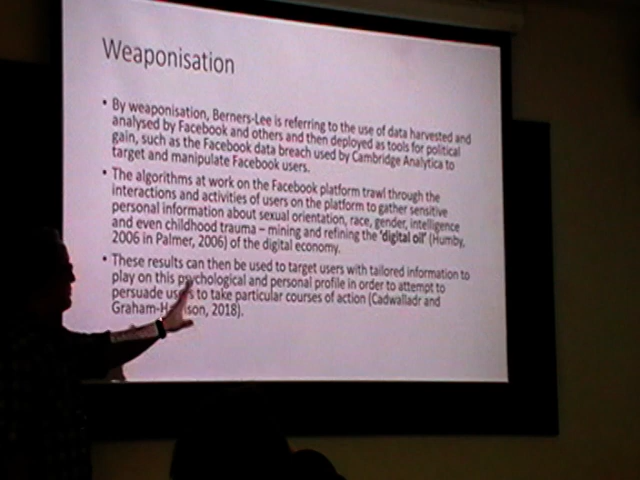 Weaponisation
• By weaponisation, Berners-Lee is referring to the use of data harvested and
analysed by Facebook and others and then deployed as tools for political
gain, such as the Facebook data breach used by Cambridge Analytica to
target and manipulate Facebook users.
• The algorithms at work on the Facebook platform trawl through the
interactions and activities of users on the platform to gather sensitive
personal information about sexual orientation, race, gender, intelligence
and even childhood trauma – mining and refining the 'digital oil' (Humby,
2006 in Palmer, 2006) of the digital economy.
• These results can then be used to target users with tailored information to
play on this psychological and personal profile in order to attempt to
persuade users to take particular courses of action (Cadwalladr and
2018).